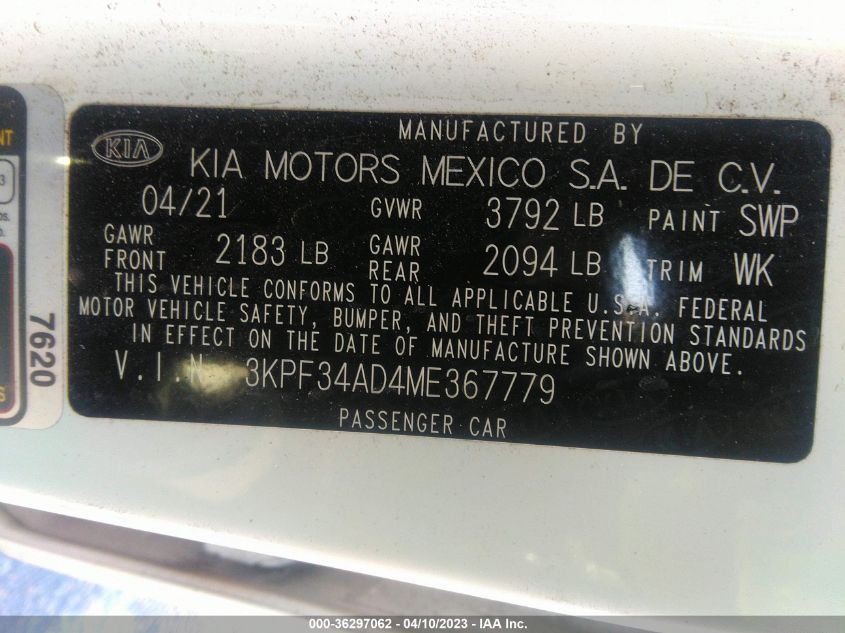 MANUFACTURED BY
KIA KIA MOTORS MEXICO S.A. DE C.V.
04/21 GVWR 3792 LB PAINT SWP
GAWR FRONT 2183 LB GAWR REAR 2094 LB TRIM WK
THIS VEHICLE CONFORMS TO ALL APPLICABLE U.S.A. FEDERAL
MOTOR VEHICLE SAFETY, BUMPER, AND THEFT PREVENTION STANDARDS
IN EFFECT ON THE DATE OF MANUFACTURE SHOWN ABOVE.
V.I.N 3KPF34AD4ME367779
PASSENGER CAR
7620
000-36297062 - 04/10/2023 - IAA Inc.